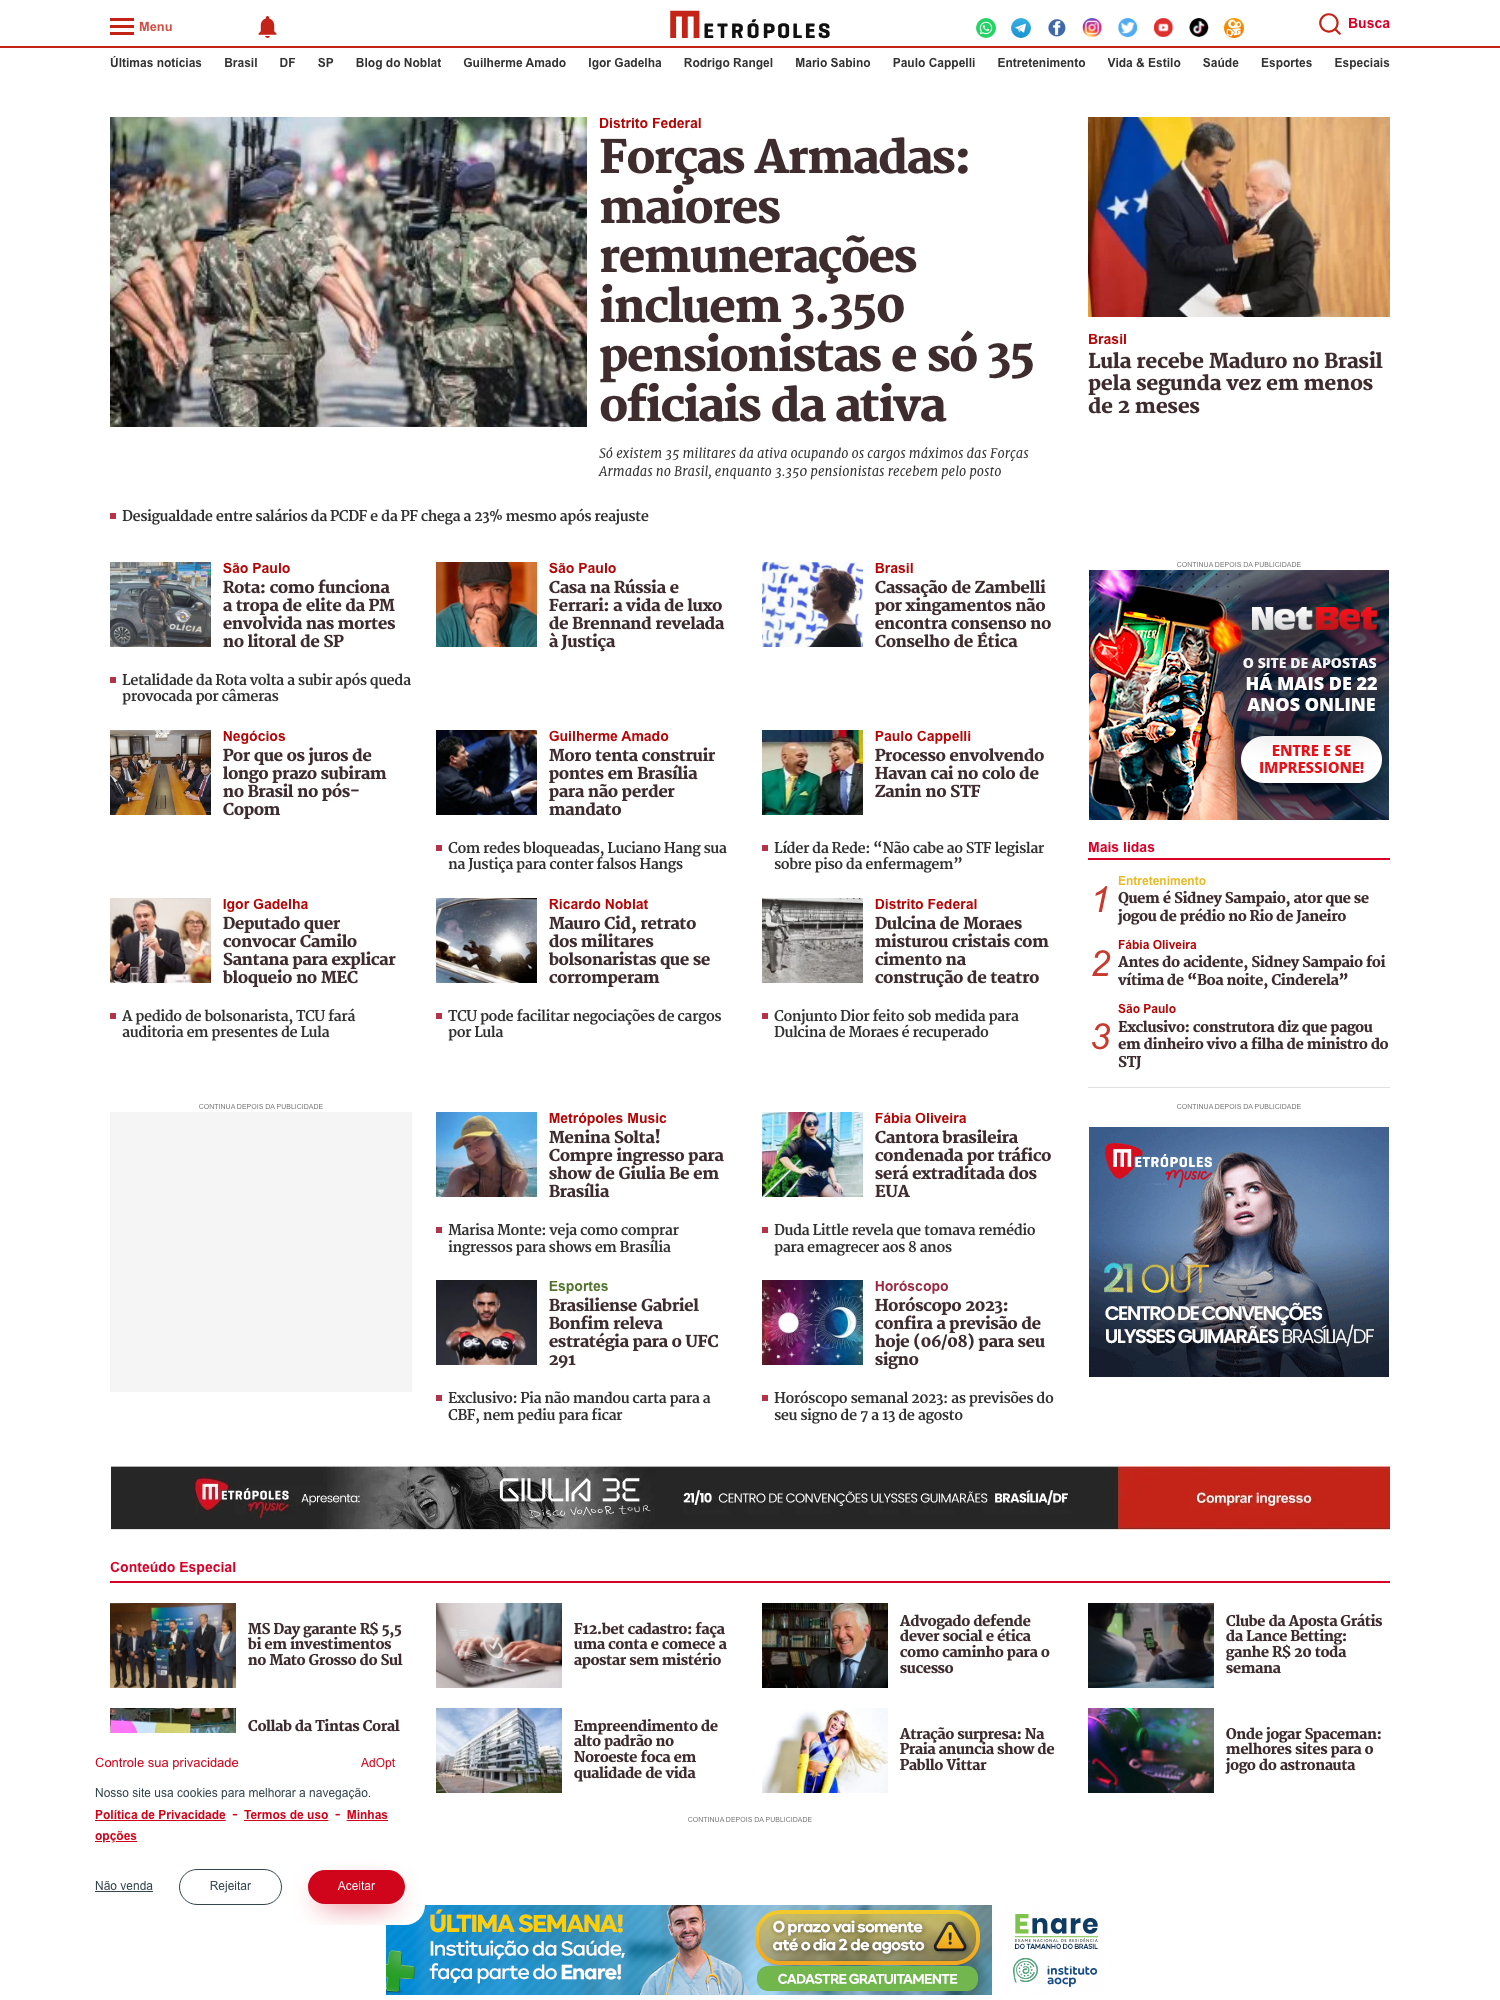 Menu
METRÓPOLES
Busca
Últimas notícias Brasil DF SP Blog do Noblat Guilherme Amado Igor Gadelha Rodrigo Rangel Mario Sabino Paulo Cappelli Entretenimento Vida & Estilo Saúde Esportes Especiais
Distrito Federal
Forças Armadas:
maiores
remunerações
incluem 3.350
pensionistas e só 35
oficiais da ativa
Só existem 35 militares da ativa ocupando os cargos máximos das Forças
Armadas no Brasil, enquanto 3.350 pensionistas recebem pelo posto
Brasil
Lula recebe Maduro no Brasil
pela segunda vez em menos
de 2 meses
Desigualdade entre salários da PCDF e da PF chega a 23% mesmo após reajuste
São Paulo
Rota: como funciona
a tropa de elite da PM
envolvida nas mortes
no litoral de SP
OLÍCIA
Letalidade da Rota volta a subir após queda
provocada por câmeras
São Paulo
Casa na Rússia e
Ferrari: a vida de luxo
de Brennand revelada
à Justiça
Brasil
Cassação de Zambelli
por xingamentos não
encontra consenso no
Conselho de Ética
CONTINUA DEPOIS DA PUBLICIDADE
NetBet
O SITE DE APOSTAS
HÁ MAIS DE 22
ANOS ONLINE
ENTRE E SE
IMPRESSIONE!
Negócios
Por que os juros de
longo prazo subiram
no Brasil no pós-
Copom
Guilherme Amado
Moro tenta construir
pontes em Brasília
para não perder
mandato
Com redes bloqueadas, Luciano Hang sua
na Justiça para conter falsos Hangs
Paulo Cappelli
Processo envolvendo
Havan cai no colo de
Zanin no STF
Líder da Rede: “Não cabe ao STF legislar
sobre piso da enfermagem”
Mais lidas
1
Entretenimento
Quem é Sidney Sampaio, ator que se
jogou de prédio no Rio de Janeiro
2
Fábia Oliveira
Antes do acidente, Sidney Sampaio foi
vítima de “Boa noite, Cinderela”
3
São Paulo
Exclusivo: construtora diz que pagou
em dinheiro vivo a filha de ministro do
STJ
Igor Gadelha
Deputado quer
convocar Camilo
Santana para explicar
bloqueio no MEC
A pedido de bolsonarista, TCU fará
auditoria em presentes de Lula
Ricardo Noblat
Mauro Cid, retrato
dos militares
bolsonaristas que se
corromperam
TCU pode facilitar negociações de cargos
por Lula
Distrito Federal
Dulcina de Moraes
misturou cristais com
cimento na
construção de teatro
Conjunto Dior feito sob medida para
Dulcina de Moraes é recuperado
CONTINUA DEPOIS DA PUBLICIDADE
Metrópoles Music
Menina Solta!
Compre ingresso para
show de Giulia Be em
Brasília
Marisa Monte: veja como comprar
ingressos para shows em Brasília
Fábia Oliveira
Cantora brasileira
condenada por tráfico
será extraditada dos
EUA
Duda Little revela que tomava remédio
para emagrecer aos 8 anos
CONTINUA DEPOIS DA PUBLICIDADE
METRÓPOLES
music
21 OUT
CENTRO DE CONVENÇÕES
ULYSSES GUIMARÃES BRASÍLIA/DF
Esportes
Brasiliense Gabriel
Bonfim releva
estratégia para o UFC
291
Exclusivo: Pia não mandou carta para a
CBF, nem pediu para ficar
Horóscopo
Horóscopo 2023:
confira a previsão de
hoje (06/08) para seu
signo
Horóscopo semanal 2023: as previsões do
seu signo de 7 a 13 de agosto
METRÓPOLES
music
Apresenta:
GIULIA BE
DISCO VOADOR TOUR
21/10 CENTRO DE CONVENÇÕES ULYSSES GUIMARÃES BRASÍLIA/DF
Comprar ingresso
Conteúdo Especial
MS Day garante R$ 5,5
bi em investimentos
no Mato Grosso do Sul
F12.bet cadastro: faça
uma conta e comece a
apostar sem mistério
Advogado defende
dever social e ética
como caminho para o
sucesso
Clube da Aposta Grátis
da Lance Betting:
ganhe R$ 20 toda
semana
Collab da Tintas Coral
Empreendimento de
alto padrão no
Noroeste foca em
qualidade de vida
Atração surpresa: Na
Praia anuncia show de
Pabllo Vittar
Onde jogar Spaceman:
melhores sites para o
jogo do astronauta
Controle sua privacidade
AdOpt
Nosso site usa cookies para melhorar a navegação.
Política de Privacidade - Termos de uso - Minhas
opções
Não venda
Rejeitar
Aceitar
CONTINUA DEPOIS DA PUBLICIDADE
ÚLTIMA SEMANA!
Instituição da Saúde,
faça parte do Enare!
O prazo vai somente
até o dia 2 de agosto
CADASTRE GRATUITAMENTE
Enare
EXAME NACIONAL DE RESIDÊNCIA
DO TAMANHO DO BRASIL
instituto
aocp